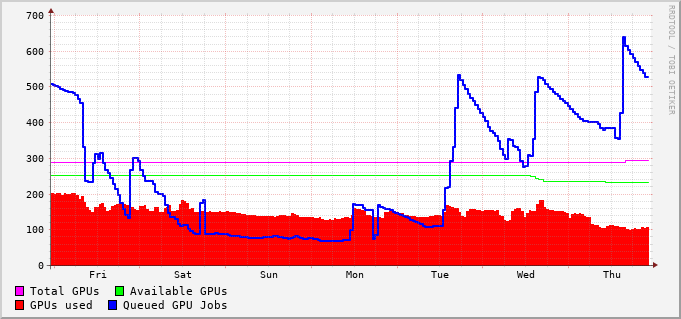 700
600
500
400
300
200
100
0
Fri Sat Sun Mon Tue Wed Thu
Total GPUs Available GPUs
GPUs used Queued GPU Jobs
RRDTOOL / TOBI OETIKER